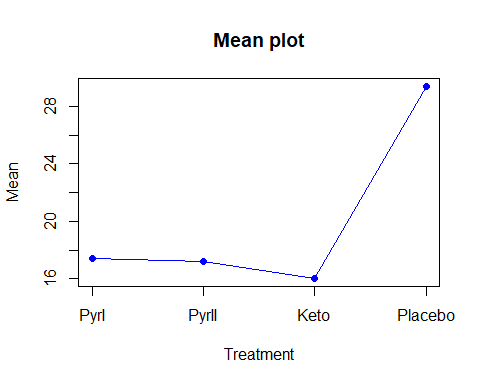 Mean plot
Mean
28
24
20
16
PyrI PyrII Keto Placebo
Treatment